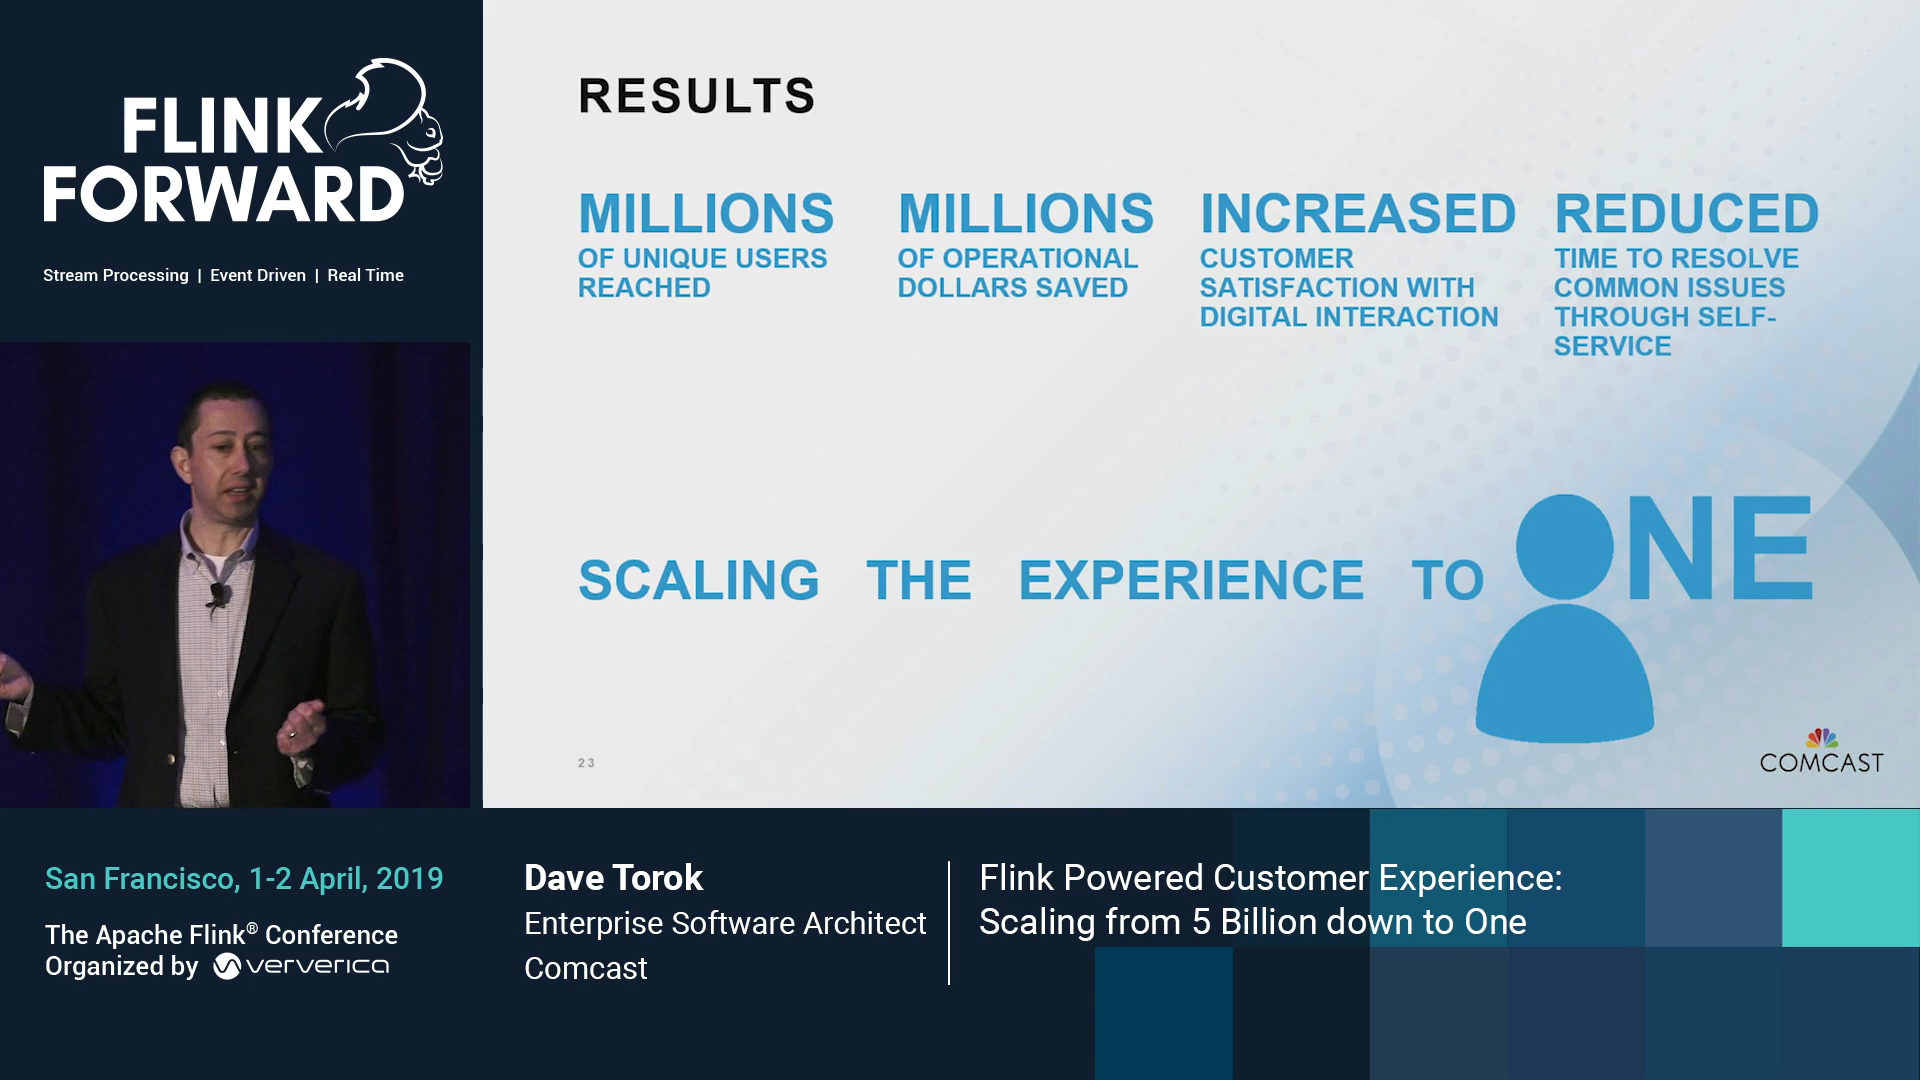 FLINK
FORWARD
Stream Processing | Event Driven | Real Time
RESULTS
MILLIONS
OF UNIQUE USERS
REACHED
MILLIONS
OF OPERATIONAL
DOLLARS SAVED
INCREASED
CUSTOMER
SATISFACTION WITH
DIGITAL INTERACTION
REDUCED
TIME TO RESOLVE
COMMON ISSUES
THROUGH SELF-
SERVICE
SCALING THE EXPERIENCE TO ONE
23
COMCAST
San Francisco, 1-2 April, 2019
The Apache Flink® Conference
Organized by ververica
Dave Torok
Enterprise Software Architect
Comcast
Flink Powered Customer Experience:
Scaling from 5 Billion down to One